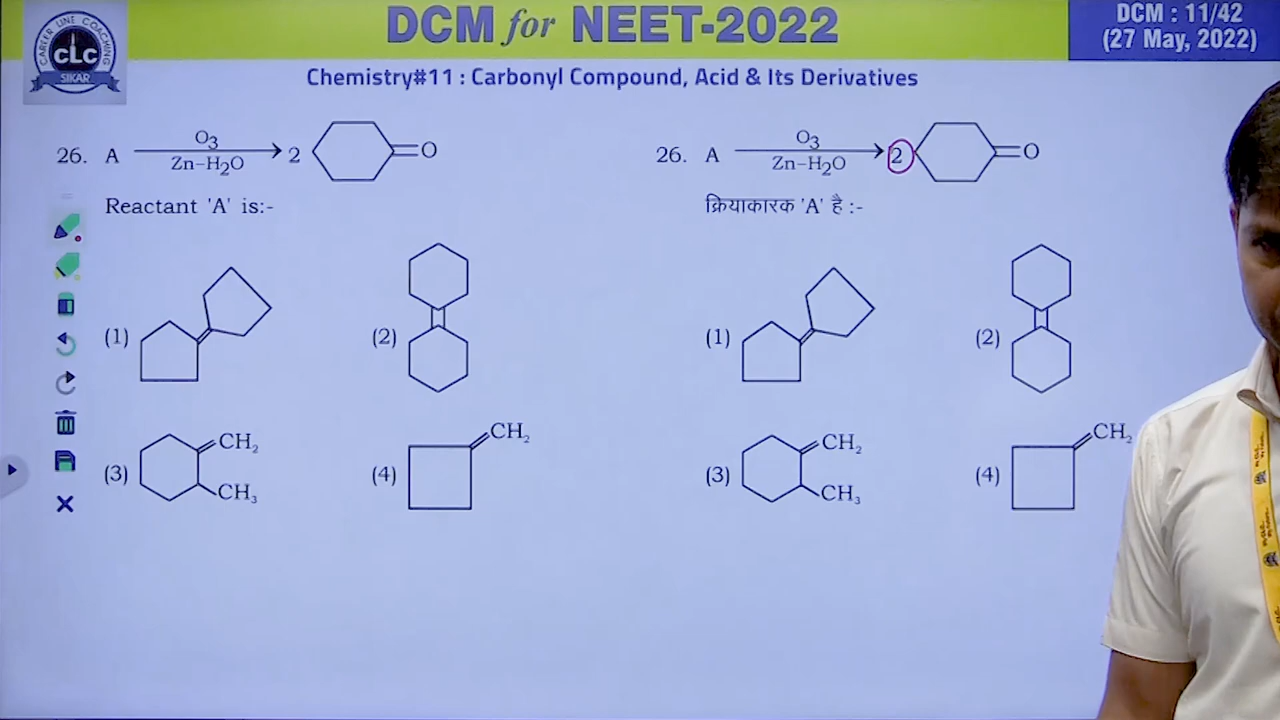 DCM for NEET-2022
DCM : 11/42
(27 May, 2022)
CAREER LINE COACHING
CLC
SIKAR
Chemistry#11 : Carbonyl Compound, Acid & Its Derivatives
26. A O3 Zn–H2O 2 O
Reactant 'A' is:-
(1)
(2)
(3) CH2 CH3
(4) CH2
26. A O3 Zn–H2O 2 O
क्रियाकारक 'A' है :-
(1)
(2)
(3) CH2 CH3
(4) CH2